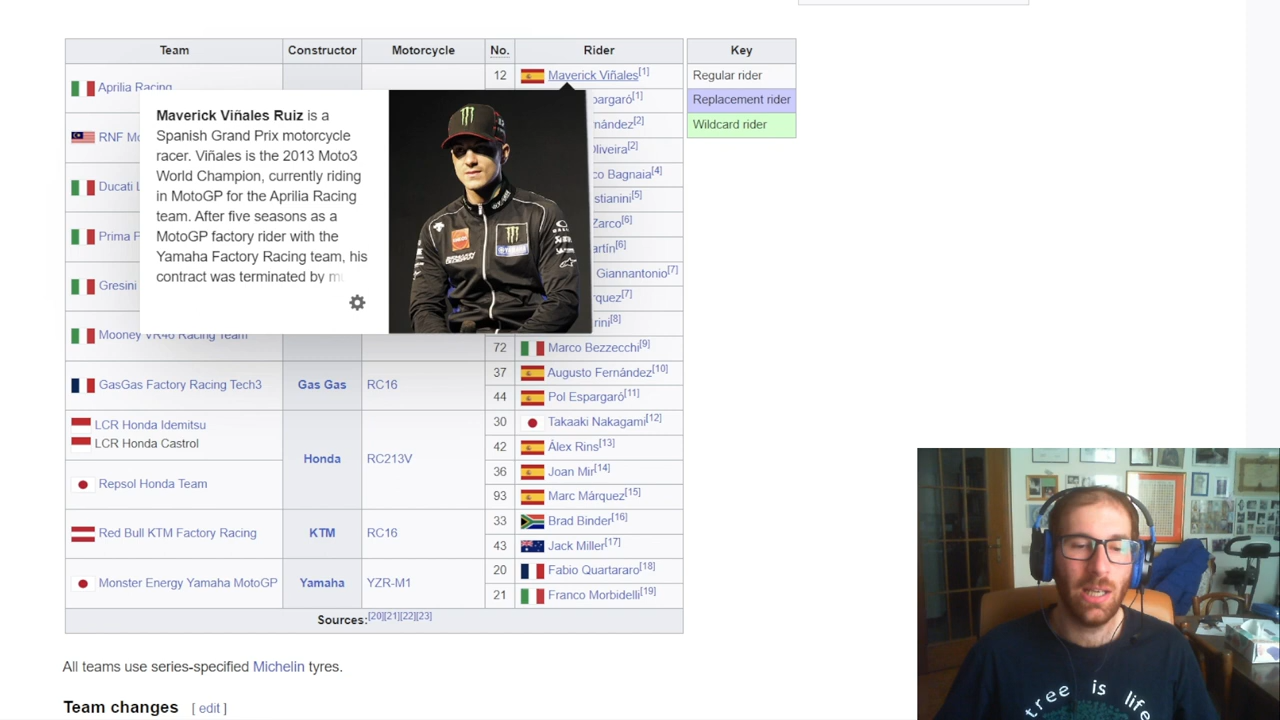 Team Constructor Motorcycle No. Rider Key
12 Maverick Viñales[1] Regular rider
Aprilia Racing
Replacement rider
Wildcard rider
Maverick Viñales Ruiz is a
Spanish Grand Prix motorcycle
racer. Viñales is the 2013 Moto3
World Champion, currently riding
in MotoGP for the Aprilia Racing
team. After five seasons as a
MotoGP factory rider with the
Yamaha Factory Racing team, his
contract was terminated by
pargaró[1]
RNF
nández[2]
Oliveira[2]
Ducati
co Bagnaia[4]
stianini[5]
Prima
Zarco[6]
artín[6]
Gresini
Giannantonio[7]
rquez[7]
rini[8]
Mooney VR46 Racing Team
72 Marco Bezzecchi[9]
GasGas Factory Racing Tech3 Gas Gas RC16
37 Augusto Fernández[10]
44 Pol Espargaró[11]
LCR Honda Idemitsu
LCR Honda Castrol
Honda RC213V
30 Takaaki Nakagami[12]
42 Álex Rins[13]
Repsol Honda Team
36 Joan Mir[14]
93 Marc Márquez[15]
Red Bull KTM Factory Racing KTM RC16
33 Brad Binder[16]
43 Jack Miller[17]
Monster Energy Yamaha MotoGP Yamaha YZR-M1
20 Fabio Quartararo[18]
21 Franco Morbidelli[19]
Sources:[20][21][22][23]
All teams use series-specified Michelin tyres.
Team changes [ edit ]
tree is life